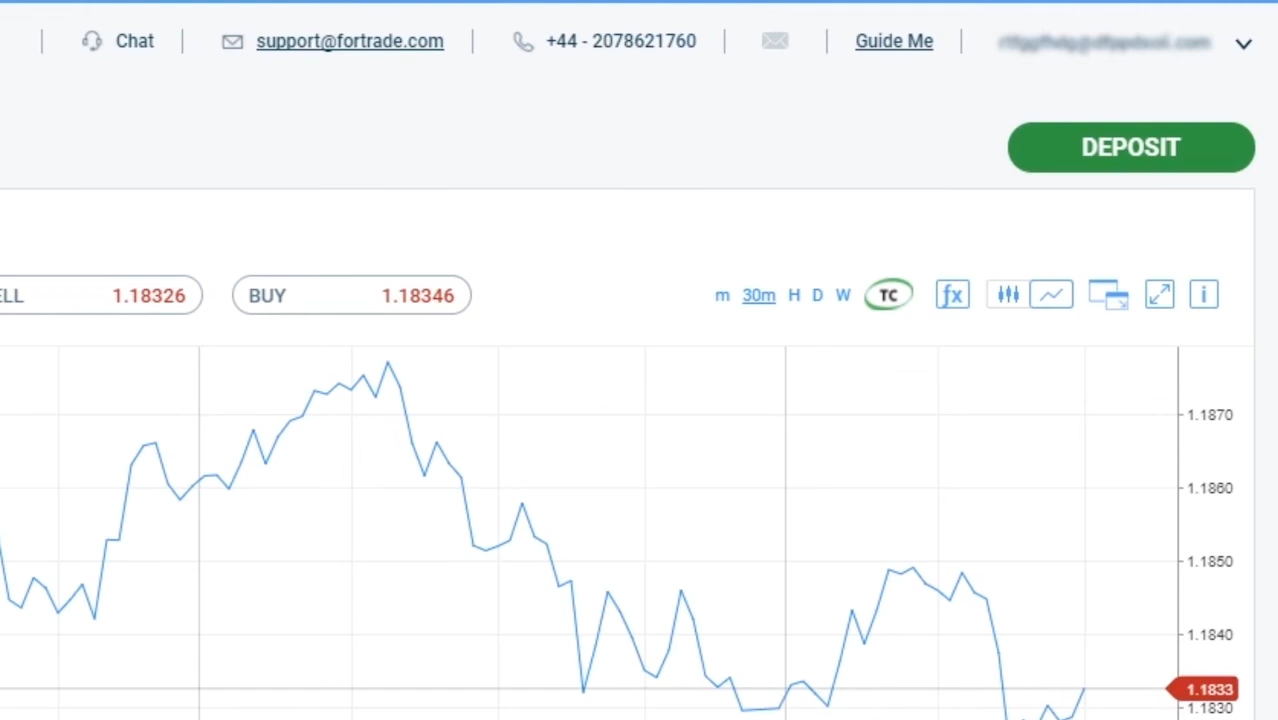 Chat support@fortrade.com +44 - 2078621760 Guide Me
DEPOSIT
ELL 1.18326 BUY 1.18346 m 30m H D W TC fx i
1.1870
1.1860
1.1850
1.1840
1.1833
1.1830